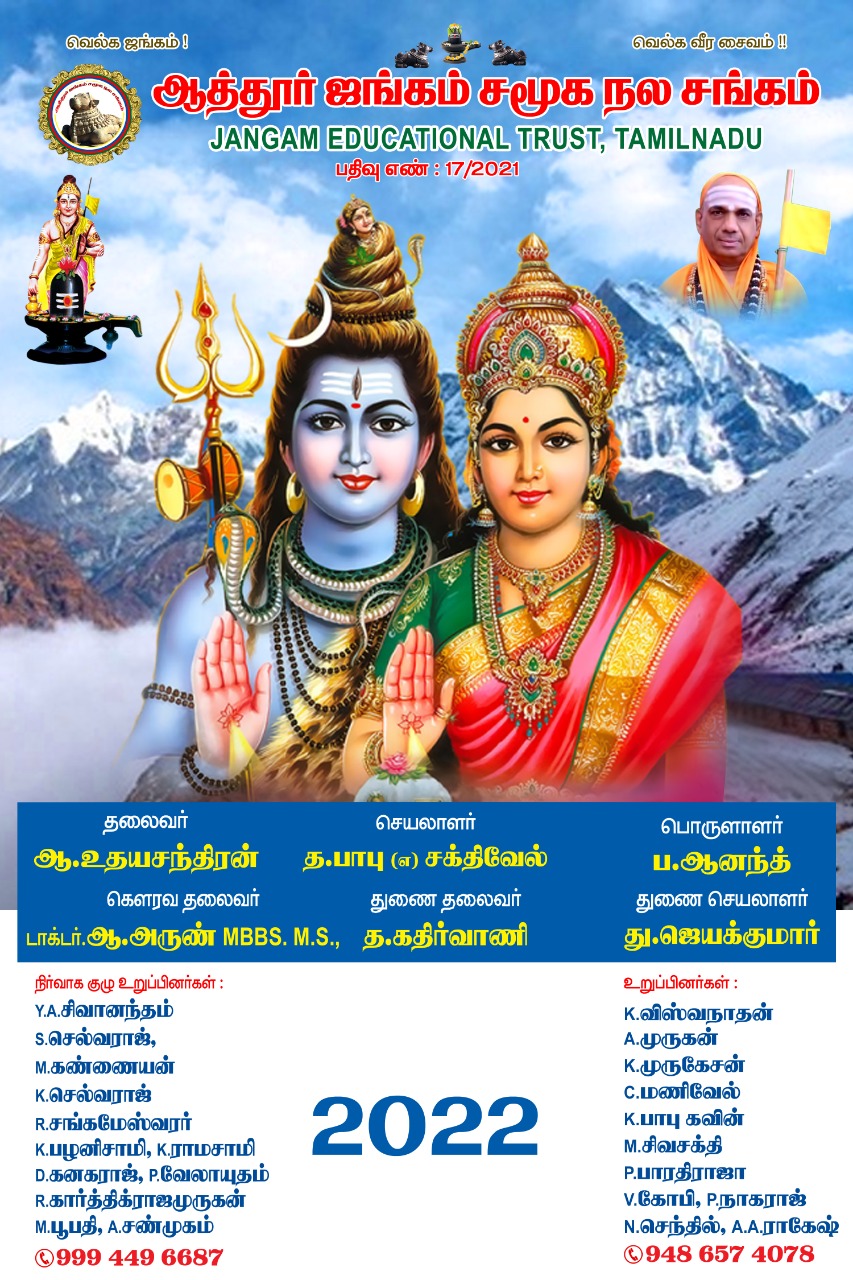 வெல்க ஜங்கம் !
வெல்க வீர சைவம் !!
ஆத்தூர் ஜங்கம் சமூக நல சங்கம்
JANGAM EDUCATIONAL TRUST, TAMILNADU
பதிவு எண் : 17/2021
தலைவர்
ஆ.உதயசந்திரன்
செயலாளர்
த.பாபு (எ) சக்திவேல்
பொருளாளர்
ப.ஆனந்த்
கௌரவ தலைவர்
டாக்டர்.ஆ.அருண் MBBS. M.S.,
துணை தலைவர்
த.கதிர்வாணி
துணை செயலாளர்
து.ஜெயக்குமார்
நிர்வாக குழு உறுப்பினர்கள் :
Y.A.சிவானந்தம்
S.செல்வராஜ்,
M.கண்ணையன்
K.செல்வராஜ்
R.சங்கமேஸ்வரர்
K.பழனிசாமி, K.ராமசாமி
D.கனகராஜ், P.வேலாயுதம்
R.கார்த்திக்ராஜமுருகன்
M.பூபதி, A.சண்முகம்
999 449 6687
2022
உறுப்பினர்கள் :
K.விஸ்வநாதன்
A.முருகன்
K.முருகேசன்
C.மணிவேல்
K.பாபு கவின்
M.சிவசக்தி
P.பாரதிராஜா
V.கோபி, P.நாகராஜ்
N.செந்தில், A.A.ராகேஷ்
948 657 4078